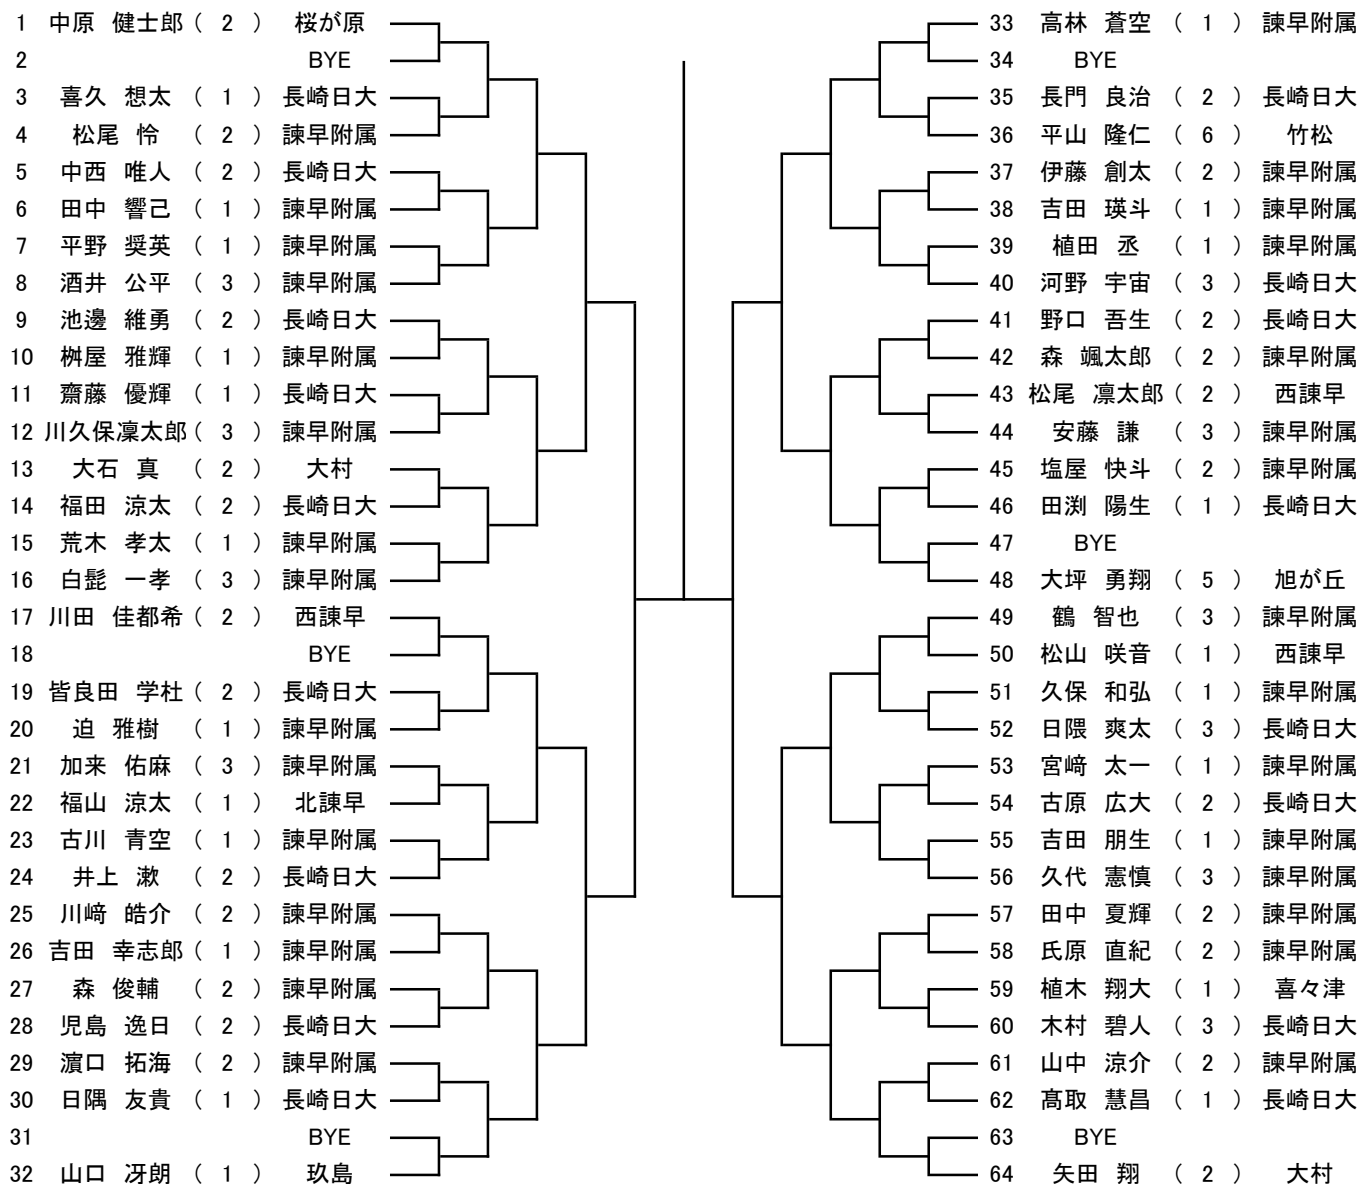 1 中原 健士郎 ( 2 ) 桜が原
2 BYE
3 喜久 想太 ( 1 ) 長崎日大
4 松尾 怜 ( 2 ) 諫早附属
5 中西 唯人 ( 2 ) 長崎日大
6 田中 響己 ( 1 ) 諫早附属
7 平野 奨英 ( 1 ) 諫早附属
8 酒井 公平 ( 3 ) 諫早附属
9 池邊 維勇 ( 2 ) 長崎日大
10 桝屋 雅輝 ( 1 ) 諫早附属
11 齋藤 優輝 ( 1 ) 長崎日大
12 川久保凜太郎 ( 3 ) 諫早附属
13 大石 真 ( 2 ) 大村
14 福田 涼太 ( 2 ) 長崎日大
15 荒木 孝太 ( 1 ) 諫早附属
16 白髭 一孝 ( 3 ) 諫早附属
17 川田 佳都希 ( 2 ) 西諌早
18 BYE
19 皆良田 学杜 ( 2 ) 長崎日大
20 迫 雅樹 ( 1 ) 諫早附属
21 加来 佑麻 ( 3 ) 諫早附属
22 福山 涼太 ( 1 ) 北諌早
23 古川 青空 ( 1 ) 諫早附属
24 井上 漱 ( 2 ) 長崎日大
25 川﨑 皓介 ( 2 ) 諫早附属
26 吉田 幸志郎 ( 1 ) 諫早附属
27 森 俊輔 ( 2 ) 諫早附属
28 児島 逸日 ( 2 ) 長崎日大
29 濵口 拓海 ( 2 ) 諫早附属
30 日隅 友貴 ( 1 ) 長崎日大
31 BYE
32 山口 冴朗 ( 1 ) 玖島
33 高林 蒼空 ( 1 ) 諫早附属
34 BYE
35 長門 良治 ( 2 ) 長崎日大
36 平山 隆仁 ( 6 ) 竹松
37 伊藤 創太 ( 2 ) 諫早附属
38 吉田 瑛斗 ( 1 ) 諫早附属
39 植田 丞 ( 1 ) 諫早附属
40 河野 宇宙 ( 3 ) 長崎日大
41 野口 吾生 ( 2 ) 長崎日大
42 森 颯太郎 ( 2 ) 諫早附属
43 松尾 凛太郎 ( 2 ) 西諌早
44 安藤 謙 ( 3 ) 諫早附属
45 塩屋 快斗 ( 2 ) 諫早附属
46 田渕 陽生 ( 1 ) 長崎日大
47 BYE
48 大坪 勇翔 ( 5 ) 旭が丘
49 鶴 智也 ( 3 ) 諫早附属
50 松山 咲音 ( 1 ) 西諌早
51 久保 和弘 ( 1 ) 諫早附属
52 日隈 爽太 ( 3 ) 長崎日大
53 宮﨑 太一 ( 1 ) 諫早附属
54 古原 広大 ( 2 ) 長崎日大
55 吉田 朋生 ( 1 ) 諫早附属
56 久代 憲慎 ( 3 ) 諫早附属
57 田中 夏輝 ( 2 ) 諫早附属
58 氏原 直紀 ( 2 ) 諫早附属
59 植木 翔大 ( 1 ) 喜々津
60 木村 碧人 ( 3 ) 長崎日大
61 山中 涼介 ( 2 ) 諫早附属
62 髙取 慧昌 ( 1 ) 長崎日大
63 BYE
64 矢田 翔 ( 2 ) 大村